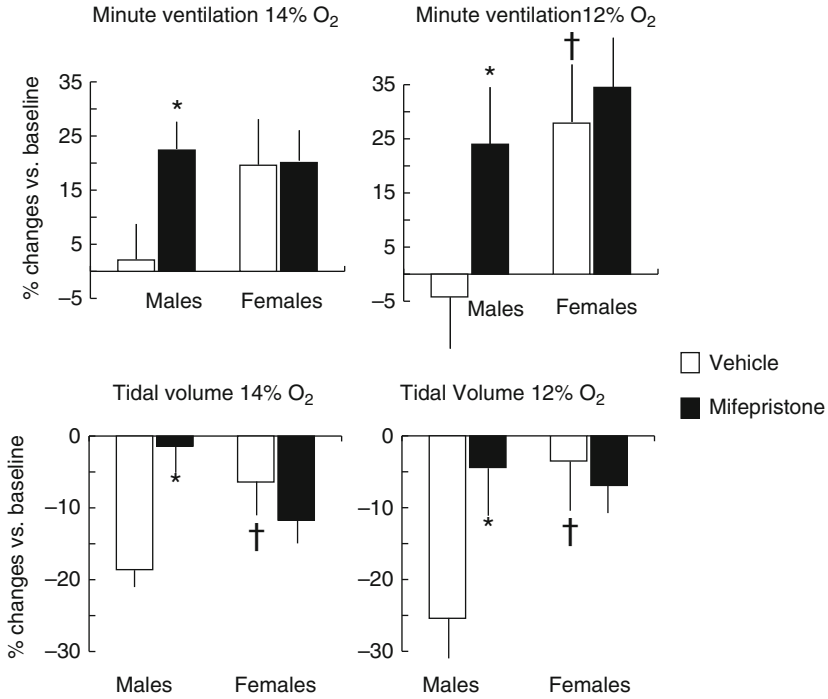 Minute ventilation 14% O₂
Minute ventilation12% O₂
% changes vs. baseline
35
25
15
5
–5
*
Males
Females
35
25
15
5
–5
*
†
Males
Females
Vehicle
Mifepristone
Tidal volume 14% O₂
Tidal Volume 12% O₂
% changes vs. baseline
0
–10
–20
–30
*
†
Males
Females
0
–10
–20
–30
*
†
Males
Females